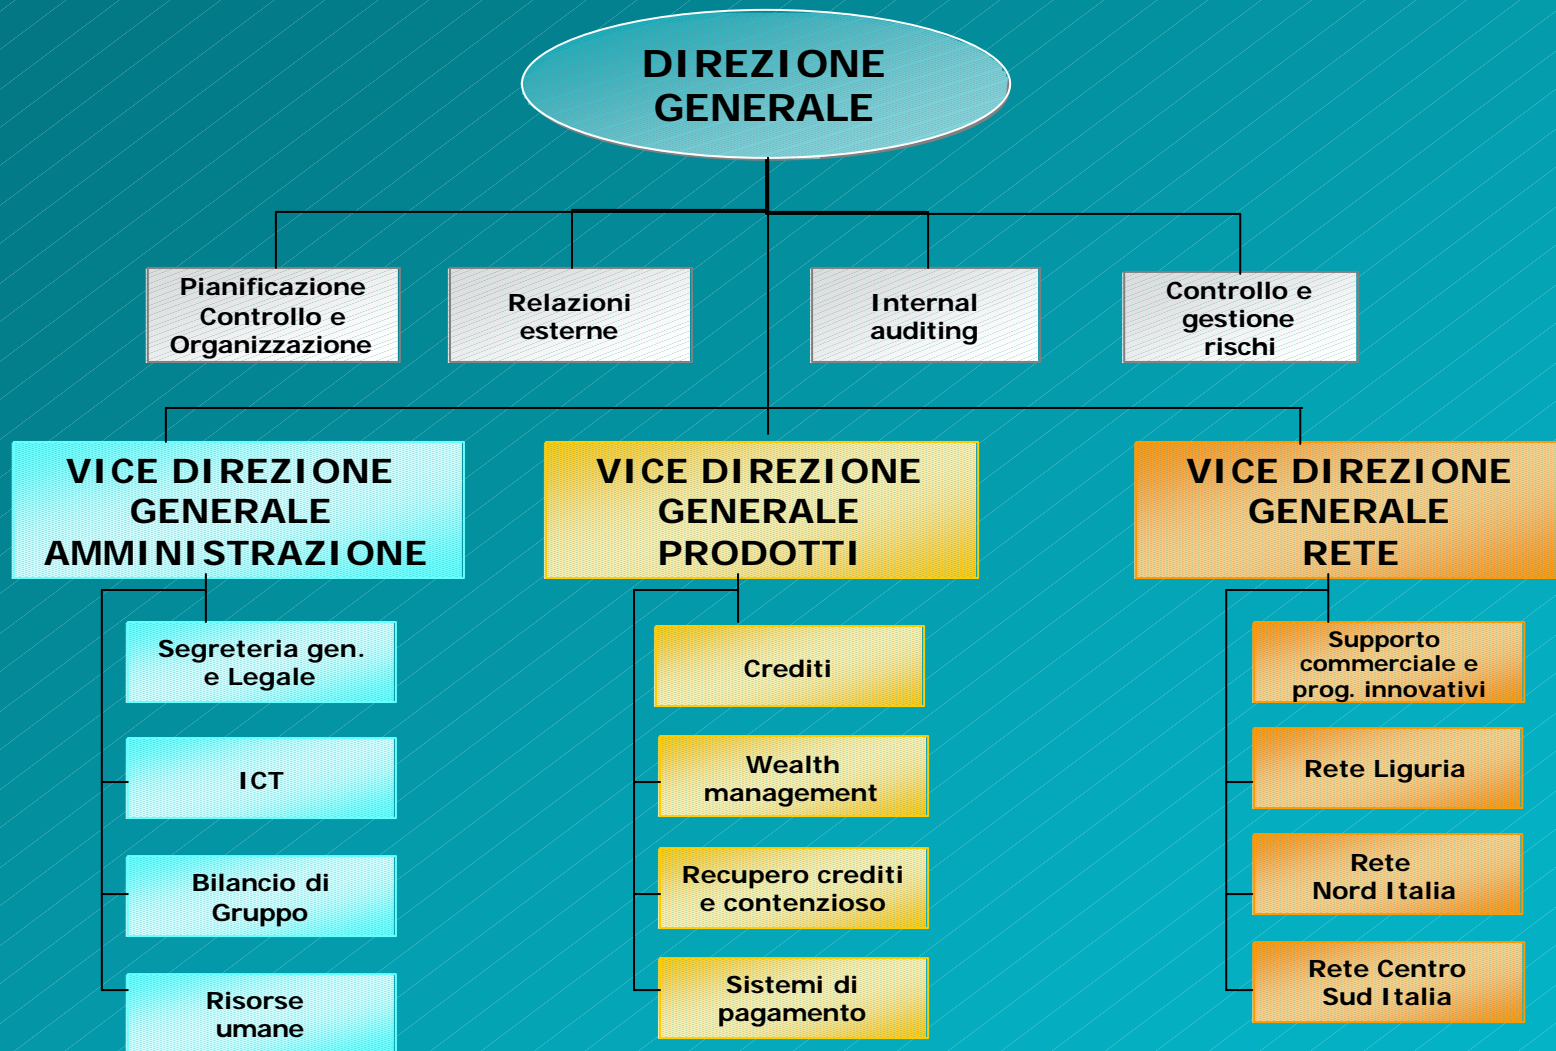 DIREZIONE
GENERALE
Pianificazione
Controllo e
Organizzazione
Relazioni
esterne
Internal
auditing
Controllo e
gestione
rischi
VICE DIREZIONE
GENERALE
AMMINISTRAZIONE
VICE DIREZIONE
GENERALE
PRODOTTI
VICE DIREZIONE
GENERALE
RETE
Segreteria gen.
e Legale
ICT
Bilancio di
Gruppo
Risorse
umane
Crediti
Wealth
management
Recupero crediti
e contenzioso
Sistemi di
pagamento
Supporto
commerciale e
prog. innovativi
Rete Liguria
Rete
Nord Italia
Rete Centro
Sud Italia